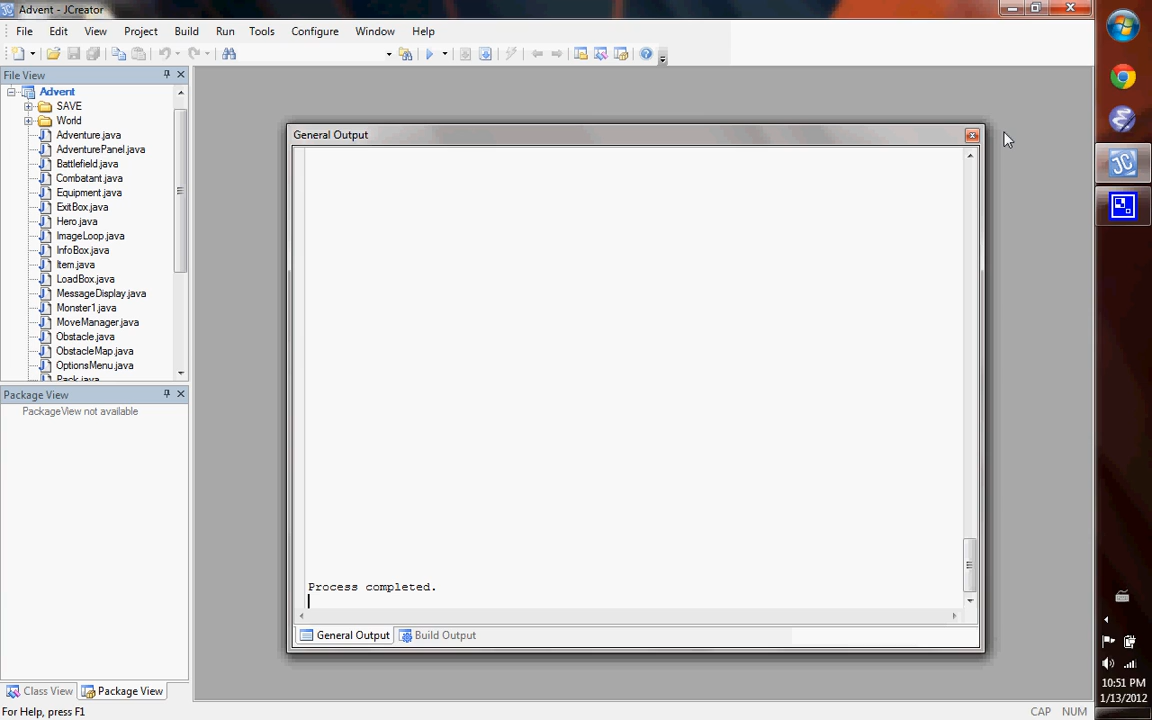 Advent - JCreator
File Edit View Project Build Run Tools Configure Window Help
File View
Advent
SAVE
World
Adventure.java
AdventurePanel.java
Battlefield.java
Combatant.java
Equipment.java
ExitBox.java
Hero.java
ImageLoop.java
InfoBox.java
Item.java
LoadBox.java
MessageDisplay.java
Monster1.java
MoveManager.java
Obstacle.java
ObstacleMap.java
OptionsMenu.java
Pack.java
Package View
PackageView not available
Class View Package View
For Help, press F1
General Output
Process completed.
General Output Build Output
JC
10:51 PM
1/13/2012
CAP NUM